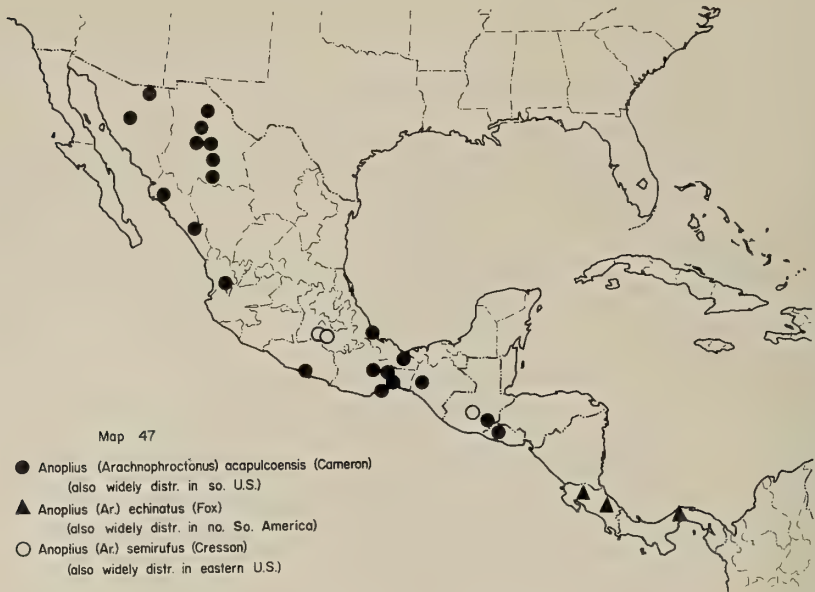 Map 47
Anoplius (Arachnophroctonus) acapulcoensis (Cameron)
(also widely distr. in so. U.S.)
Anoplius (Ar.) echinatus (Fox)
(also widely distr. in no. So. America)
Anoplius (Ar.) semirufus (Cresson)
(also widely distr. in eastern U.S.)